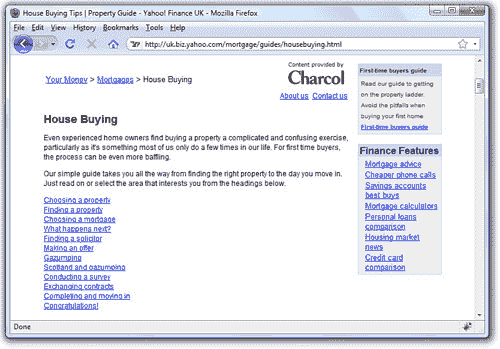 House Buying Tips | Property Guide - Yahoo! Finance UK - Mozilla Firefox
File Edit View History Bookmarks Tools Help
http://uk.biz.yahoo.com/mortgage/guides/housebuying.html
Your Money > Mortgages > House Buying
Content provided by
Charcol
About us Contact us
House Buying
Even experienced home owners find buying a property a complicated and confusing exercise,
particularly as it's something most of us only do a few times in our life. For first time buyers,
the process can be even more baffling.
Our simple guide takes you all the way from finding the right property to the day you move in.
Just read on or select the area that interests you from the headings below.
Choosing a property
Finding a property
Choosing a mortgage
What happens next?
Finding a solicitor
Making an offer
Gazumping
Scotland and gazumping
Conducting a survey
Exchanging contracts
Completing and moving in
Congratulations!
First-time buyers guide
Read our guide to getting
on the property ladder.
Avoid the pitfalls when
buying your first home
First-time buyers guide
Finance Features
Mortgage advice
Cheaper phone calls
Savings accounts
best buys
Mortgage calculators
Personal loans
comparison
Housing market
news
Credit card
comparison
Done